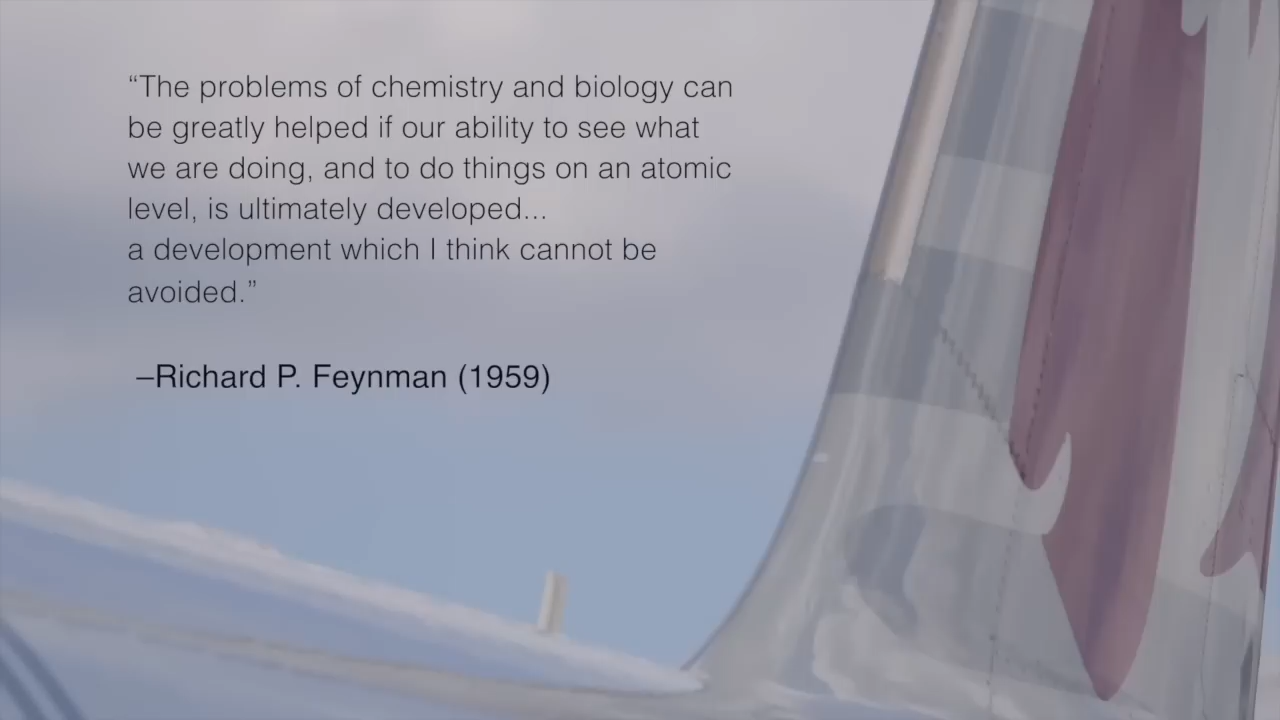 “The problems of chemistry and biology can
be greatly helped if our ability to see what
we are doing, and to do things on an atomic
level, is ultimately developed...
a development which I think cannot be
avoided.”
–Richard P. Feynman (1959)